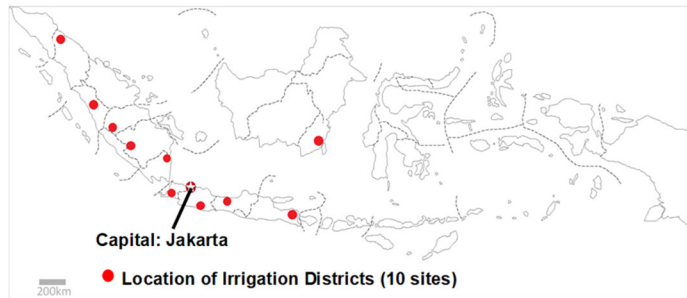 Capital: Jakarta
Location of Irrigation Districts (10 sites)
200km